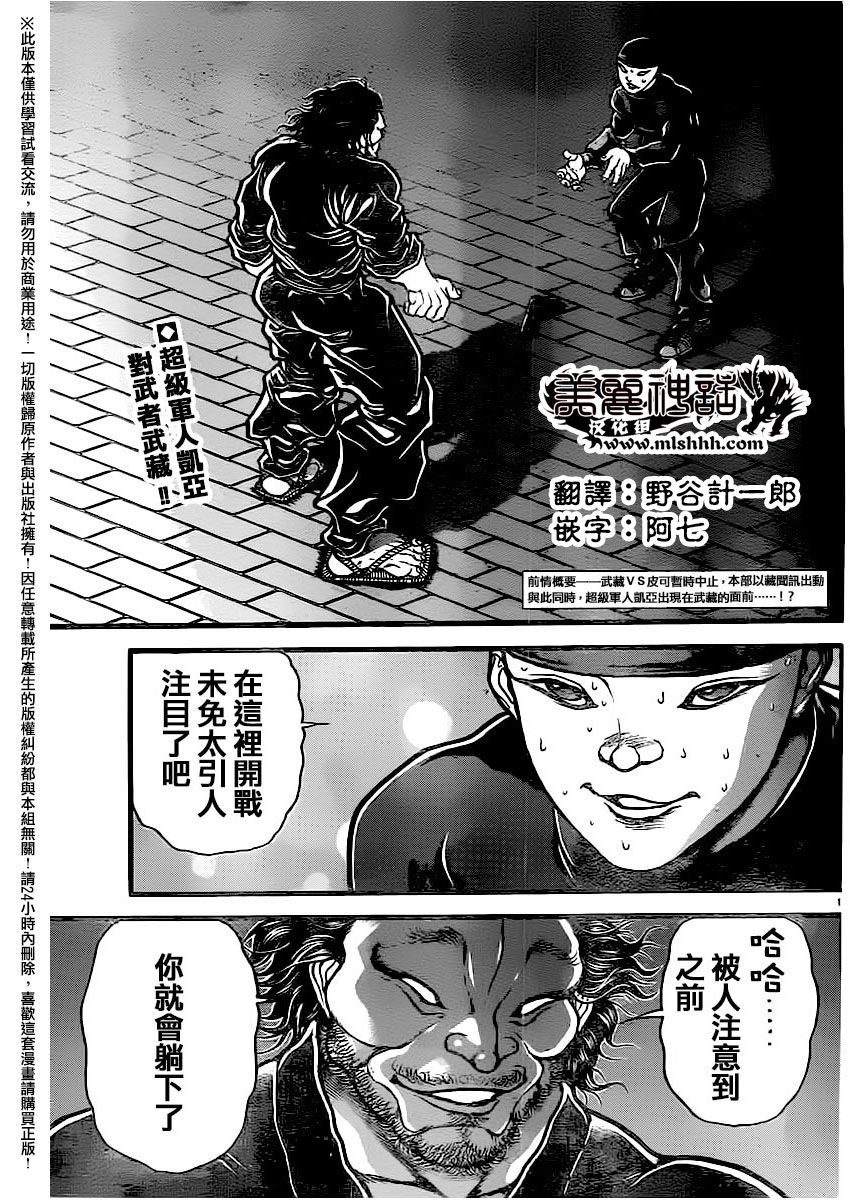 ※此版本僅供學習試看交流，請勿用於商業用途！一切版權歸原作者與出版社擁有！因任意轉載所產生的版權糾紛都與本組無關！請24小時內刪除，喜歡這套漫畫請購買正版！
◆超級軍人凱亞
對武者武藏!!
美麗神話
汉化组
www.mlshhh.com
翻譯：野谷計一郎
嵌字：阿七
前情概要——武藏VS皮可暫時中止，本部以藏聞訊出動
與此同時，超級軍人凱亞出現在武藏的面前……！？
在這裡開戰
未免太引人
注目了吧
1
哈哈……
被人注意到
之前
你就會躺下了